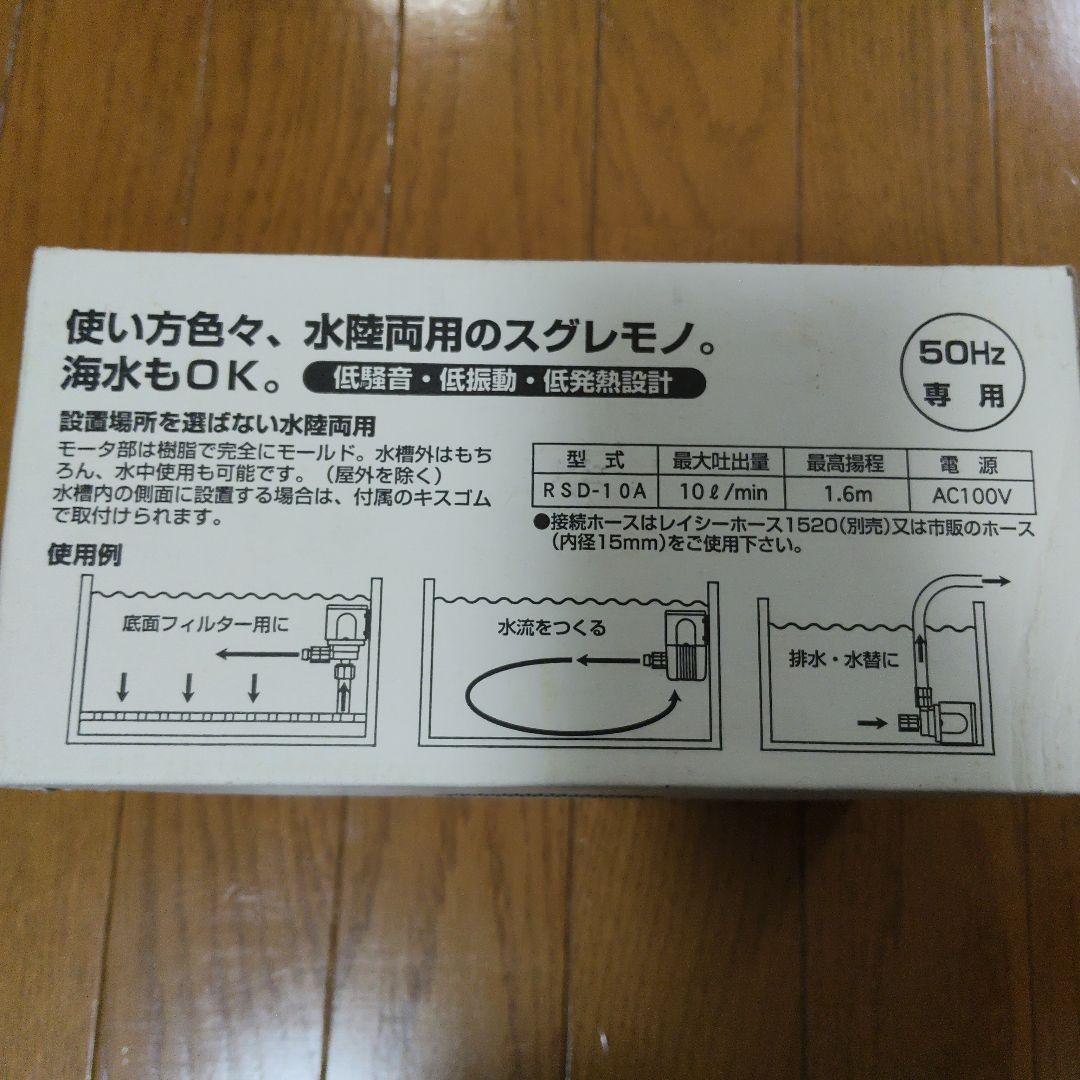 使い方色々、水陸両用のスグレモノ。
海水もOK。 低騒音・低振動・低発熱設計
50Hz
専用
設置場所を選ばない水陸両用
モータ部は樹脂で完全にモールド。水槽外はもち
ろん、水中使用も可能です。（屋外を除く）
水槽内の側面に設置する場合は、付属のキスゴム
で取付けられます。
型式 最大吐出量 最高揚程 電源
RSD-10A 10ℓ/min 1.6m AC100V
●接続ホースはレイシーホース1520(別売)又は市販のホース
(内径15mm)をご使用下さい。
使用例
底面フィルター用に
水流をつくる
排水・水替に